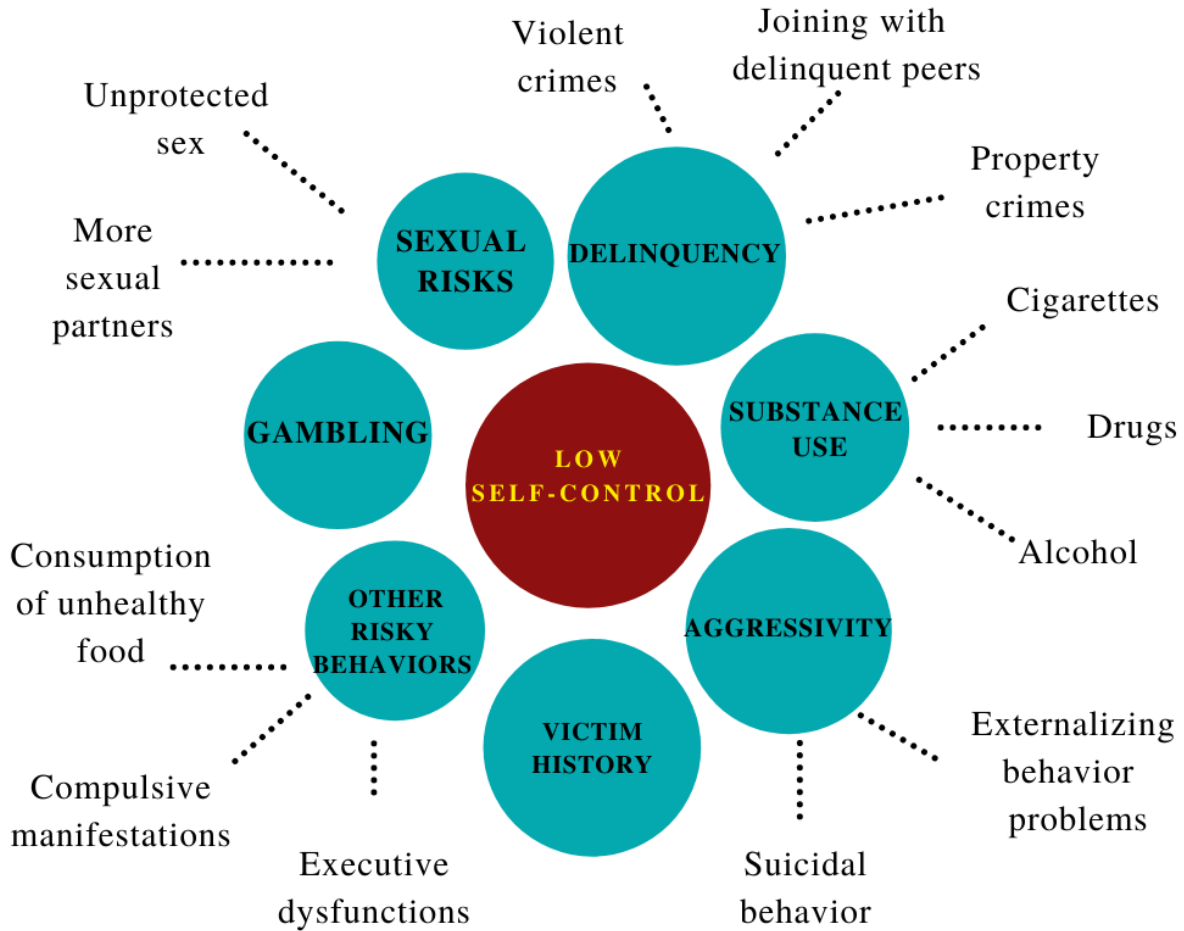 Violent
crimes
Joining with
delinquent peers
Unprotected
sex
Property
crimes
More
sexual
partners
SEXUAL
RISKS
DELINQUENCY
Cigarettes
GAMBLING
SUBSTANCE
USE
Drugs
LOW
SELF-CONTROL
Alcohol
Consumption
of unhealthy
food
OTHER
RISKY
BEHAVIORS
AGGRESSIVITY
VICTIM
HISTORY
Externalizing
behavior
problems
Compulsive
manifestations
Executive
dysfunctions
Suicidal
behavior